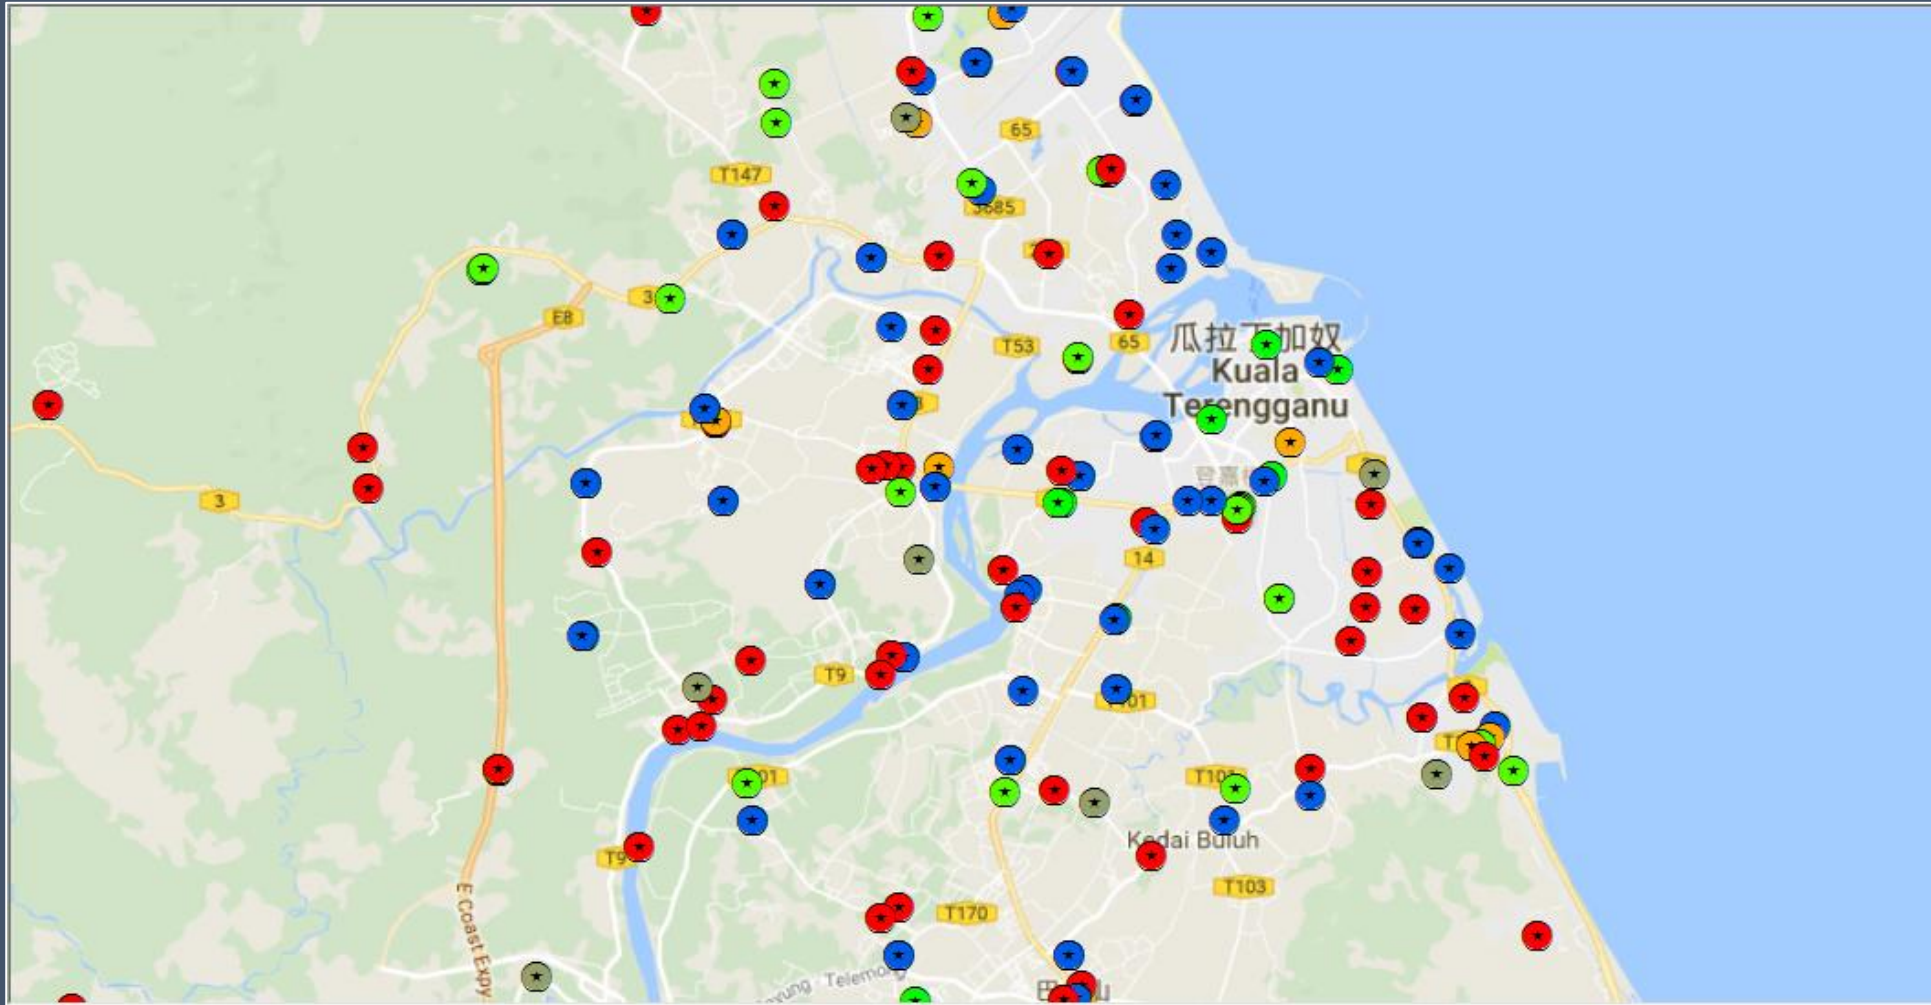 65
T147
3685
3
E8
T53
65
瓜拉丁加奴
Kuala
Terengganu
3
14
T9
T101
T101
Kedai Buluh
T9
T103
T170
E Coast Expy
Telemong